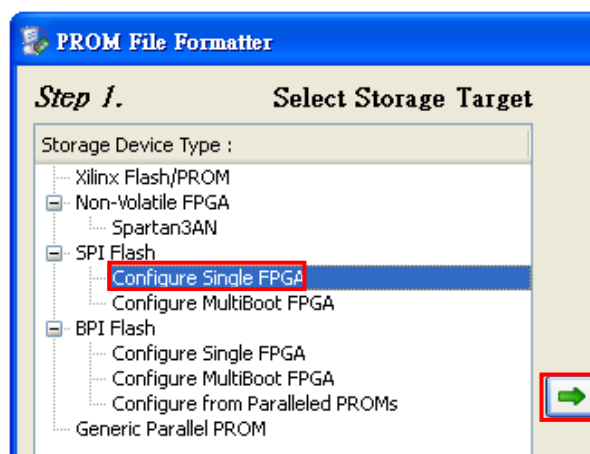 PROM File Formatter
Step 1. Select Storage Target
Storage Device Type :
Xilinx Flash/PROM
Non-Volatile FPGA
Spartan3AN
SPI Flash
Configure Single FPGA
Configure MultiBoot FPGA
BPI Flash
Configure Single FPGA
Configure MultiBoot FPGA
Configure from Paralleled PROMs
Generic Parallel PROM